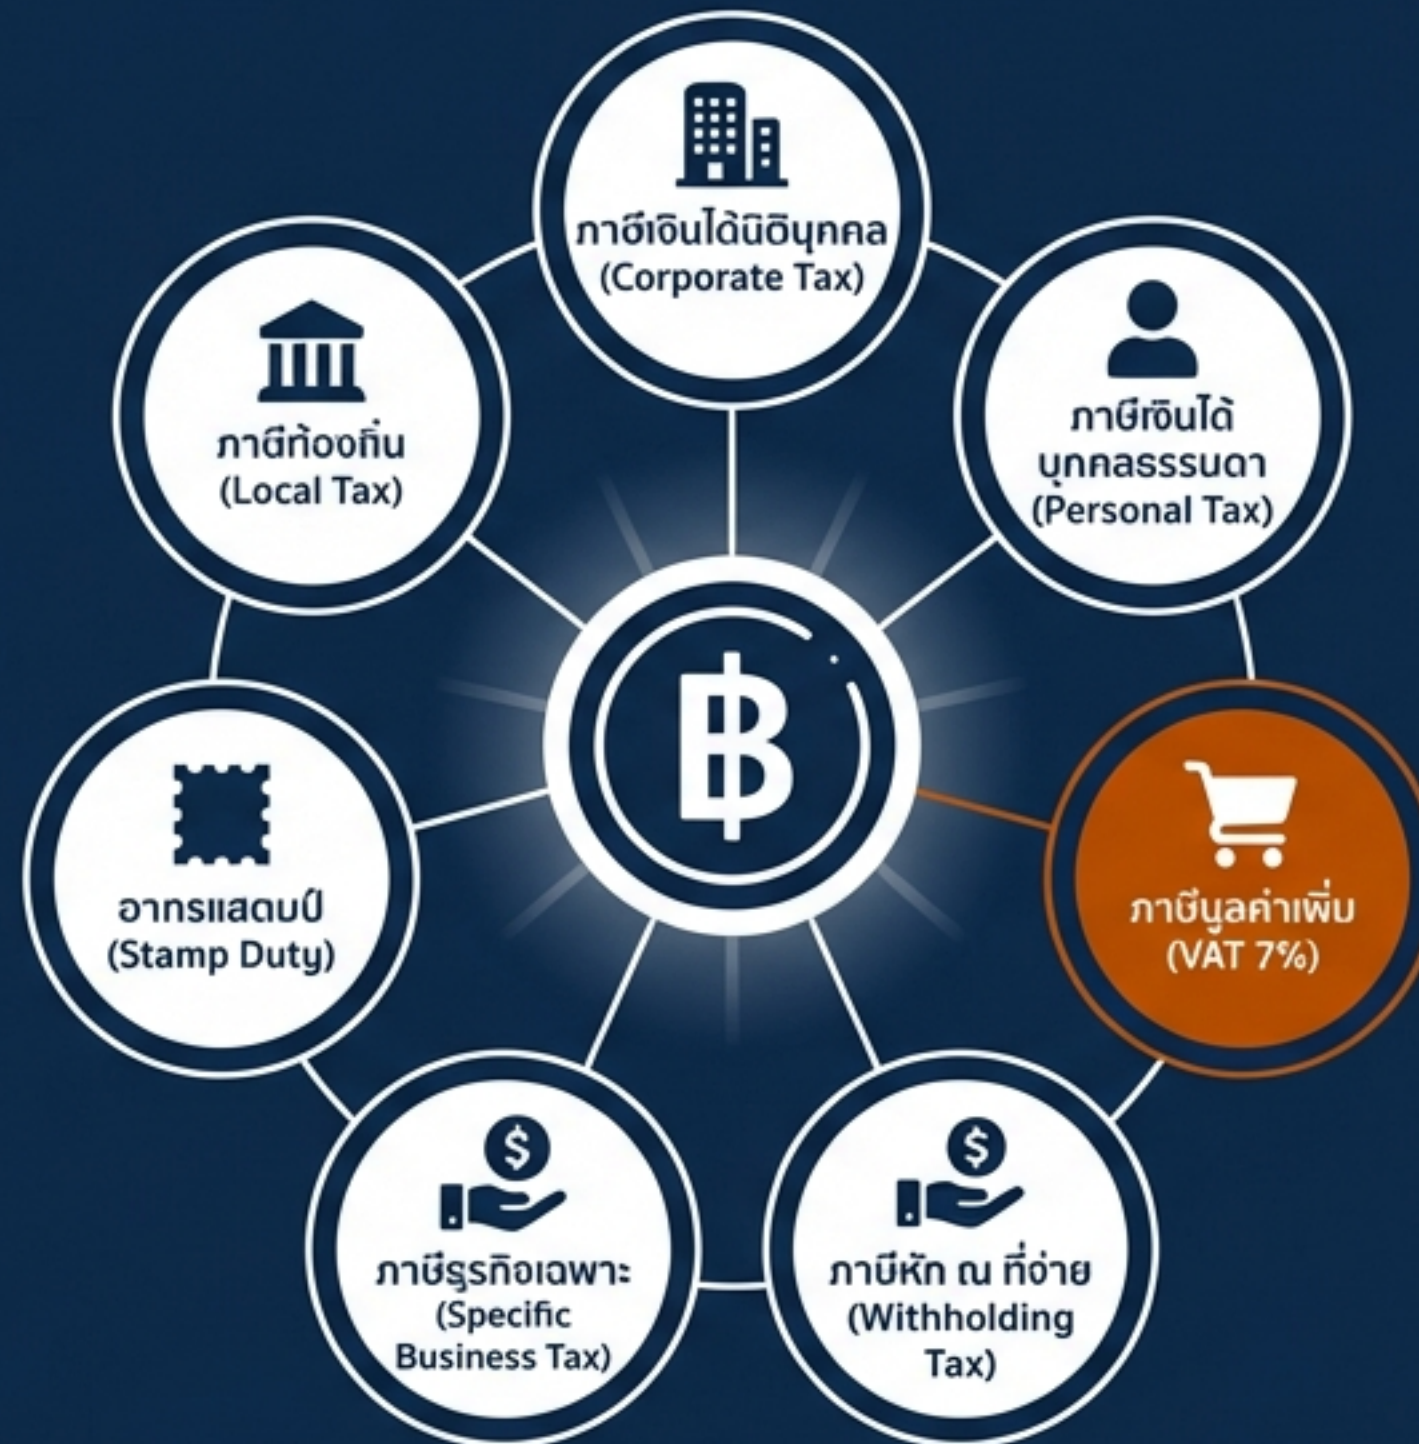 ภาษีเงินได้นิติบุคคล
(Corporate Tax)
ภาษีท้องถิ่น
(Local Tax)
ภาษีเงินได้
บุคคลธรรมดา
(Personal Tax)
฿
อากรแสตมป์
(Stamp Duty)
ภาษีมูลค่าเพิ่ม
(VAT 7%)
$
ภาษีธุรกิจเฉพาะ
(Specific
Business Tax)
$
ภาษีหัก ณ ที่จ่าย
(Withholding
Tax)